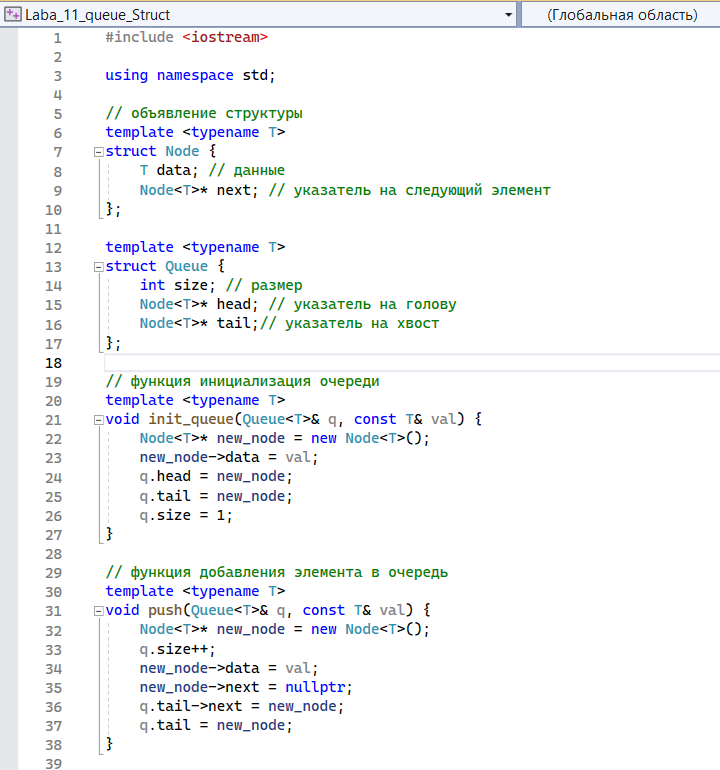 Laba_11_queue_Struct (Глобальная область)
1 #include <iostream>
2
3 using namespace std;
4
5 // объявление структуры
6 template <typename T>
7 struct Node {
8 T data; // данные
9 Node<T>* next; // указатель на следующий элемент
10 };
11
12 template <typename T>
13 struct Queue {
14 int size; // размер
15 Node<T>* head; // указатель на голову
16 Node<T>* tail;// указатель на хвост
17 };
18
19 // функция инициализация очереди
20 template <typename T>
21 void init_queue(Queue<T>& q, const T& val) {
22 Node<T>* new_node = new Node<T>();
23 new_node->data = val;
24 q.head = new_node;
25 q.tail = new_node;
26 q.size = 1;
27 }
28
29 // функция добавления элемента в очередь
30 template <typename T>
31 void push(Queue<T>& q, const T& val) {
32 Node<T>* new_node = new Node<T>();
33 q.size++;
34 new_node->data = val;
35 new_node->next = nullptr;
36 q.tail->next = new_node;
37 q.tail = new_node;
38 }
39